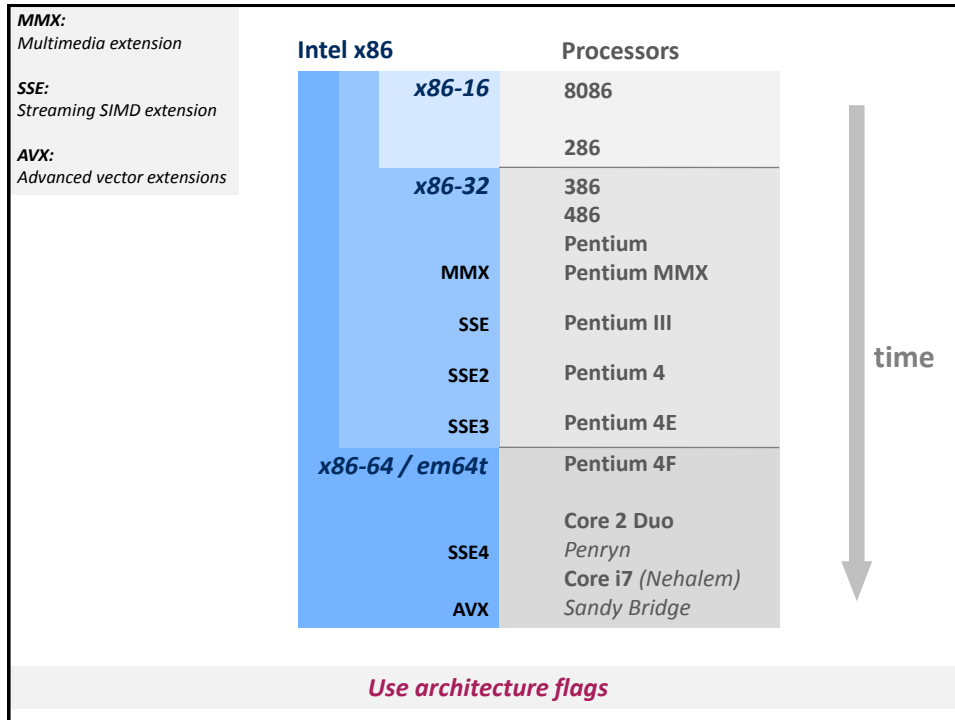 MMX:
Multimedia extension
SSE:
Streaming SIMD extension
AVX:
Advanced vector extensions
Intel x86 Processors
x86-16 8086
286
x86-32 386
486
Pentium
MMX Pentium MMX
SSE Pentium III
SSE2 Pentium 4
SSE3 Pentium 4E
x86-64 / em64t Pentium 4F
Core 2 Duo
SSE4 Penryn
Core i7 (Nehalem)
AVX Sandy Bridge
time
Use architecture flags